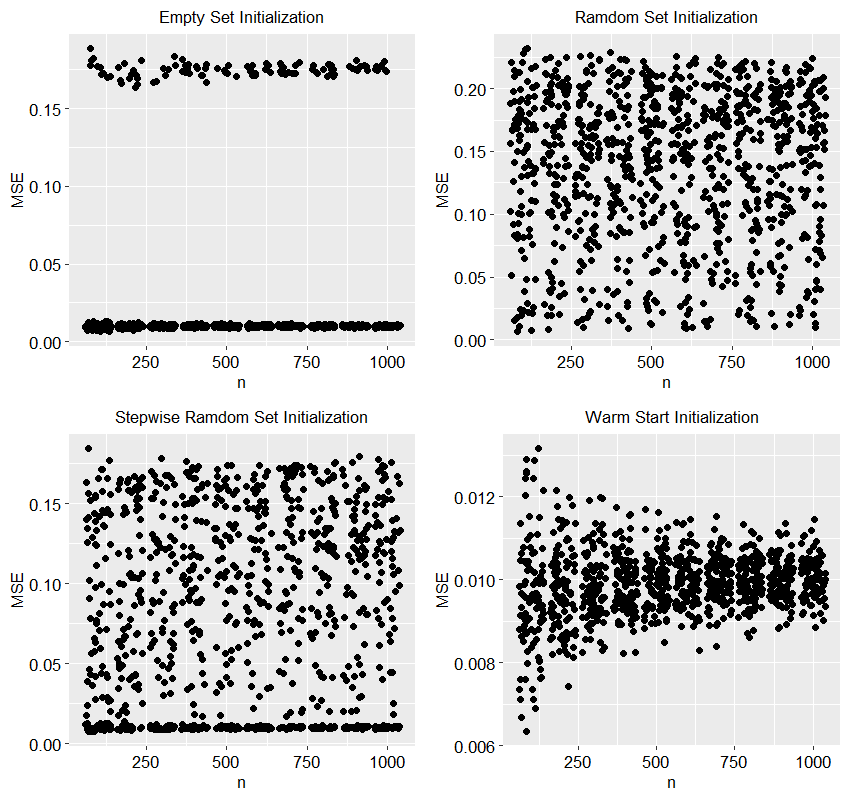 Empty Set Initialization
MSE
0.15
0.10
0.05
0.00
250 500 750 1000
n
Ramdom Set Initialization
MSE
0.20
0.15
0.10
0.05
0.00
250 500 750 1000
n
Stepwise Ramdom Set Initialization
MSE
0.15
0.10
0.05
0.00
250 500 750 1000
n
Warm Start Initialization
MSE
0.012
0.010
0.008
0.006
250 500 750 1000
n